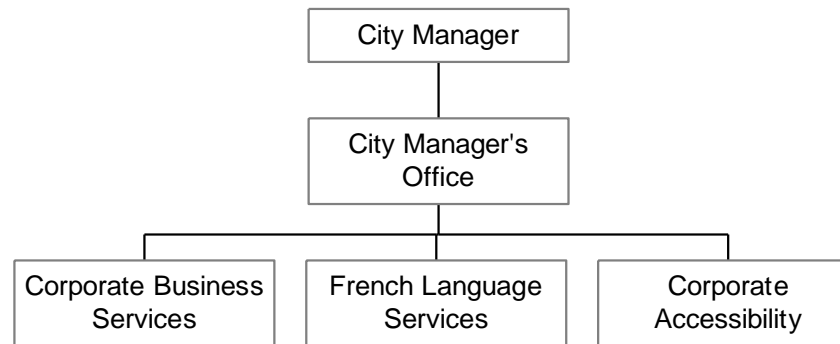 City Manager
City Manager's
Office
Corporate Business
Services
French Language
Services
Corporate
Accessibility